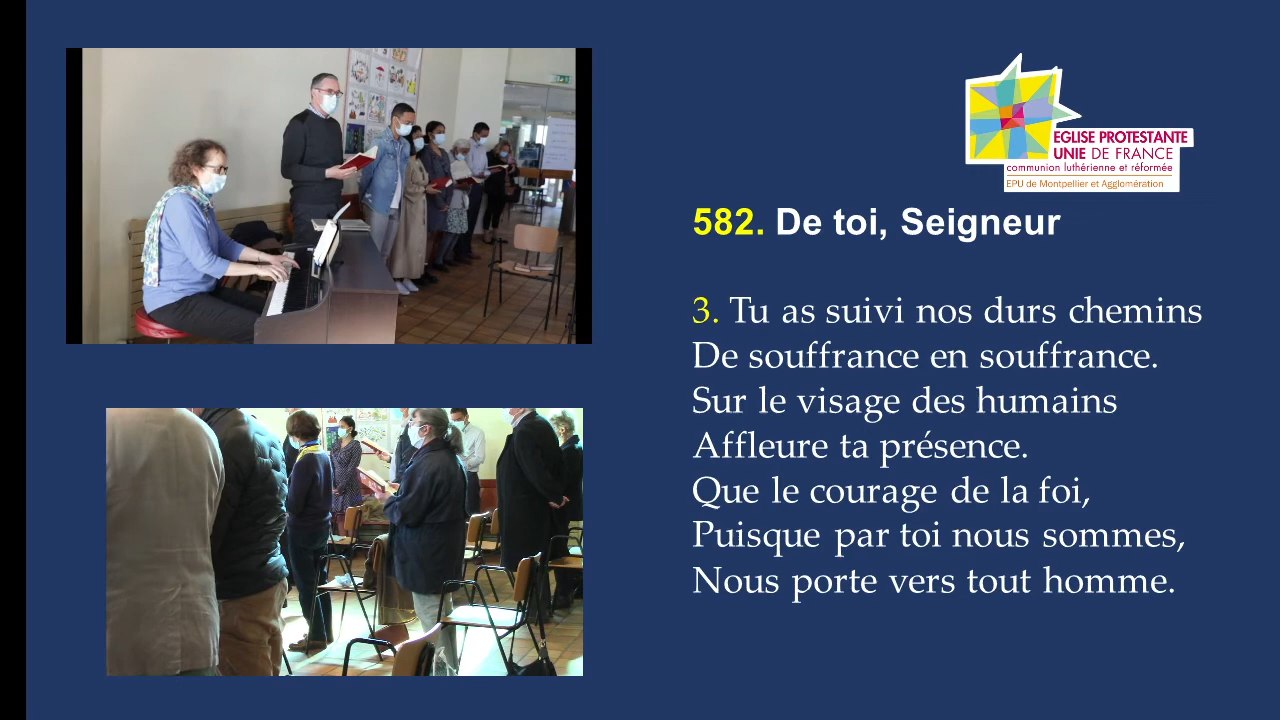 EGLISE PROTESTANTE
UNIE DE FRANCE
communion luthérienne et réformée
EPU de Montpellier et Agglomération
582. De toi, Seigneur
3. Tu as suivi nos durs chemins
De souffrance en souffrance.
Sur le visage des humains
Affleure ta présence.
Que le courage de la foi,
Puisque par toi nous sommes,
Nous porte vers tout homme.